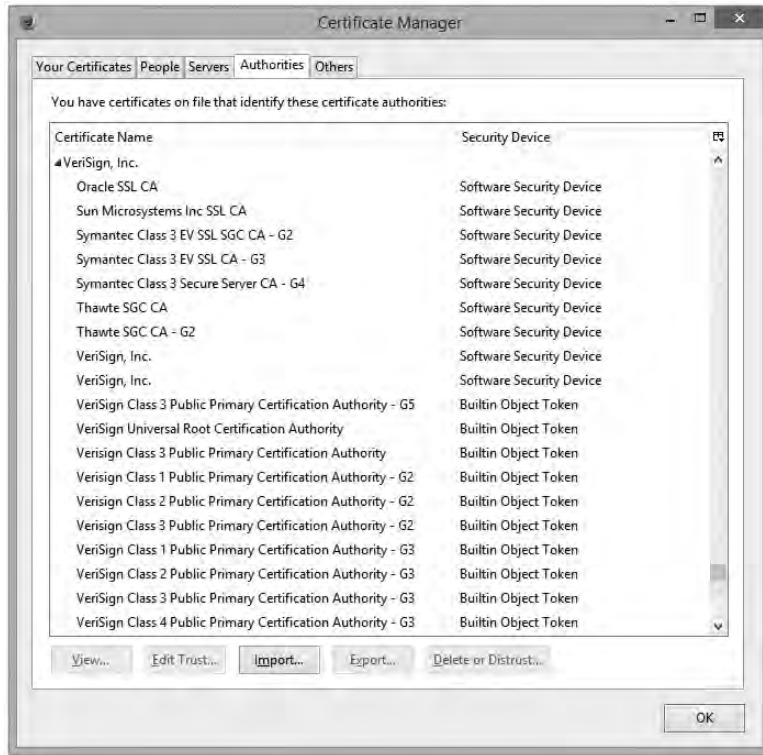 Certificate Manager
Your Certificates People Servers Authorities Others
You have certificates on file that identify these certificate authorities:
Certificate Name Security Device
VeriSign, Inc.
Oracle SSL CA Software Security Device
Sun Microsystems Inc SSL CA Software Security Device
Symantec Class 3 EV SSL SGC CA - G2 Software Security Device
Symantec Class 3 EV SSL CA - G3 Software Security Device
Symantec Class 3 Secure Server CA - G4 Software Security Device
Thawte SGC CA Software Security Device
Thawte SGC CA - G2 Software Security Device
VeriSign, Inc. Software Security Device
VeriSign, Inc. Software Security Device
VeriSign Class 3 Public Primary Certification Authority - G5 Builtin Object Token
VeriSign Universal Root Certification Authority Builtin Object Token
Verisign Class 3 Public Primary Certification Authority Builtin Object Token
Verisign Class 1 Public Primary Certification Authority - G2 Builtin Object Token
Verisign Class 2 Public Primary Certification Authority - G2 Builtin Object Token
Verisign Class 3 Public Primary Certification Authority - G2 Builtin Object Token
VeriSign Class 1 Public Primary Certification Authority - G3 Builtin Object Token
VeriSign Class 2 Public Primary Certification Authority - G3 Builtin Object Token
VeriSign Class 3 Public Primary Certification Authority - G3 Builtin Object Token
VeriSign Class 4 Public Primary Certification Authority - G3 Builtin Object Token
View... Edit Trust... Import... Export... Delete or Distrust...
OK